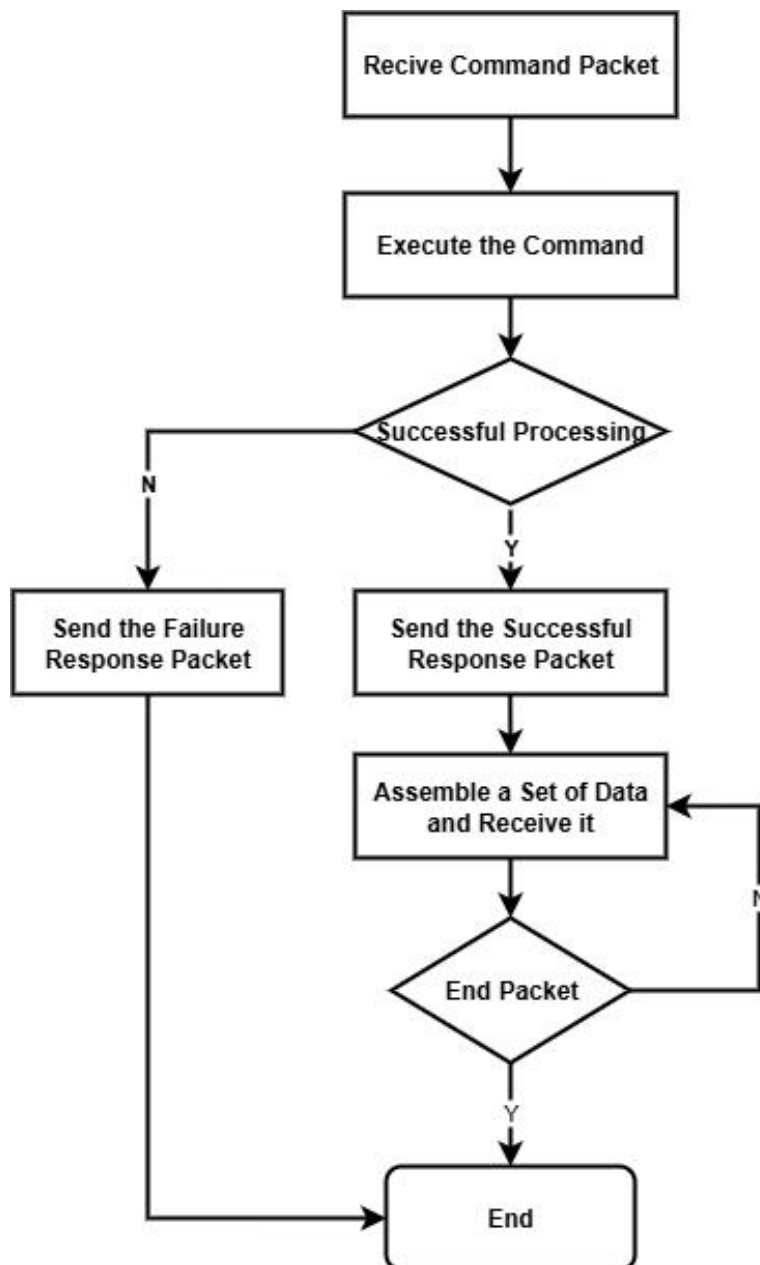 Recive Command Packet
Execute the Command
Successful Processing
N
Y
Send the Failure
Response Packet
Send the Successful
Response Packet
Assemble a Set of Data
and Receive it
N
End Packet
Y
End